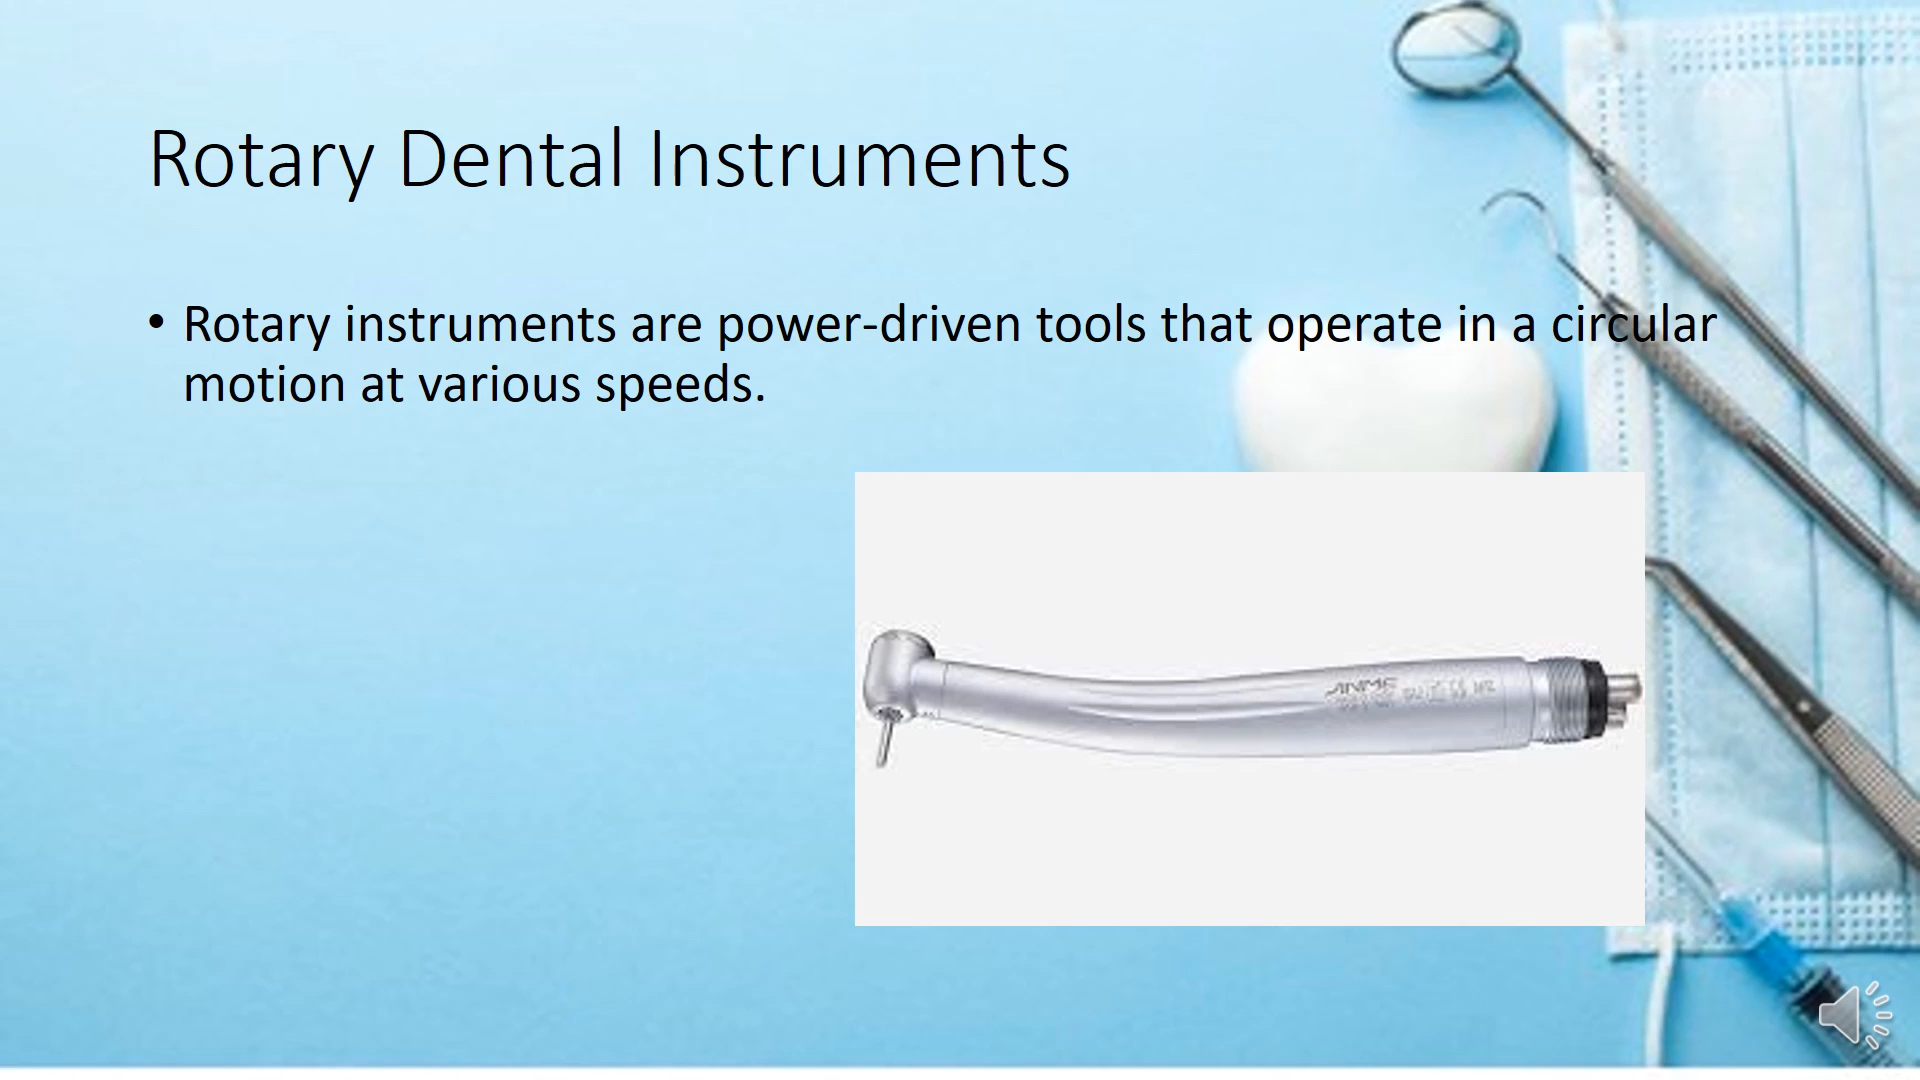 Rotary Dental Instruments
• Rotary instruments are power-driven tools that operate in a circular
motion at various speeds.